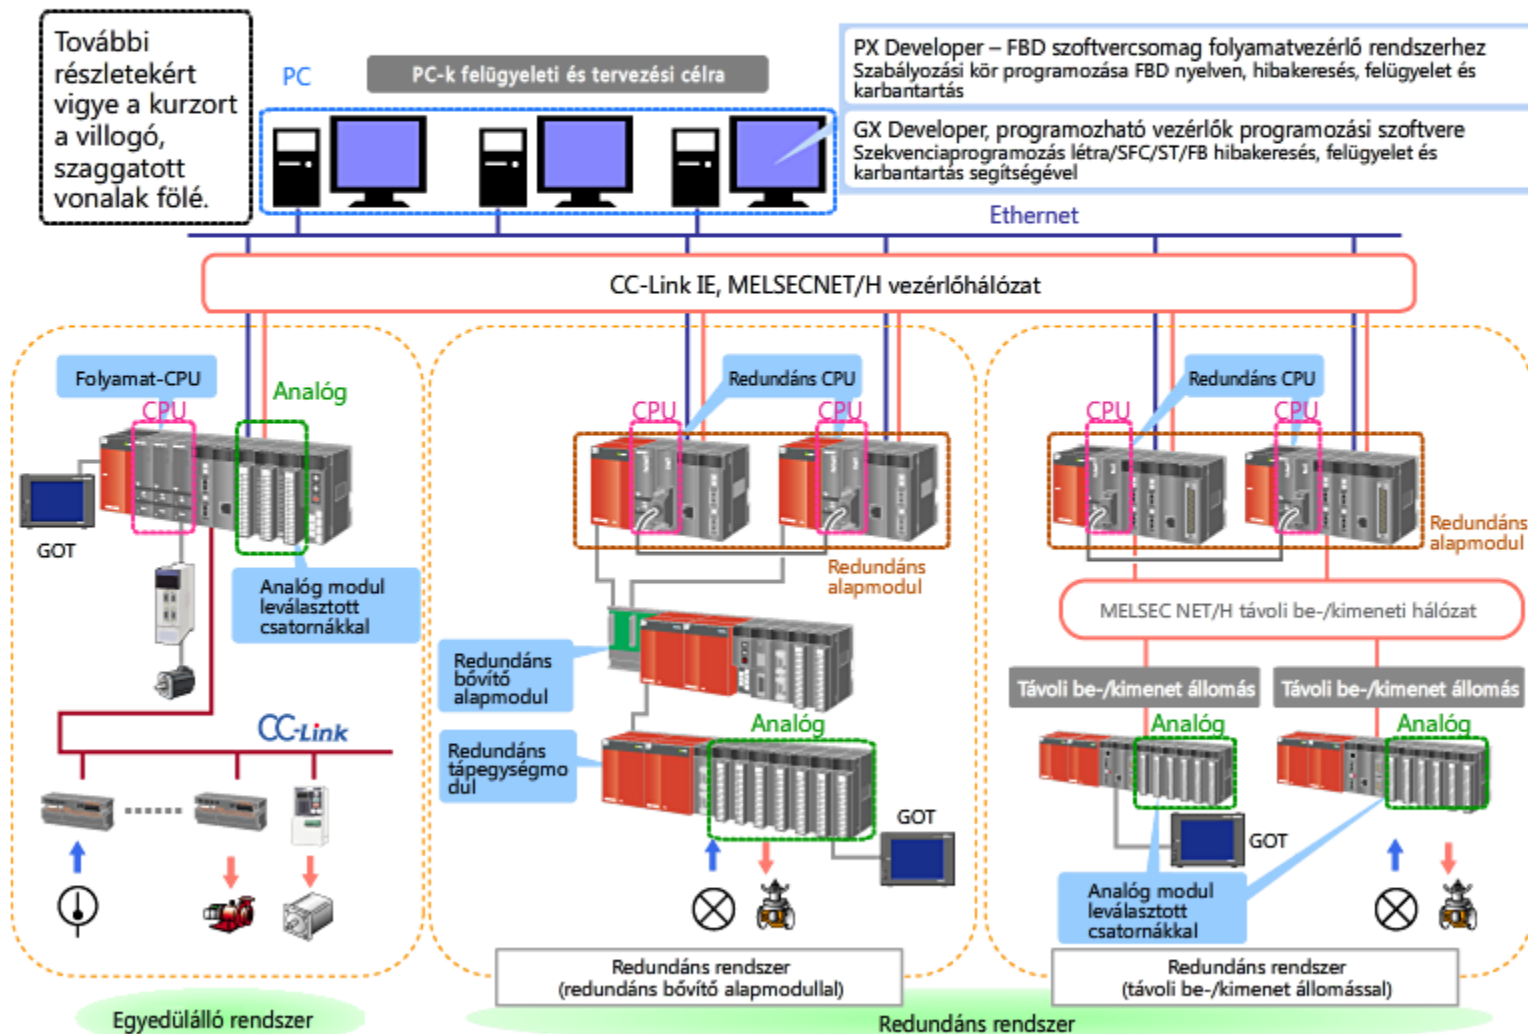 További
részletekért
vigye a kurzort
a villogó,
szaggatott
vonalak fölé.
PC
PC-k felügyeleti és tervezési célra
PX Developer – FBD szoftvercsomag folyamatvezérlő rendszerhez
Szabályozási kör programozása FBD nyelven, hibakeresés, felügyelet és
karbantartás
GX Developer, programozható vezérlők programozási szoftvere
Szekvenciaprogramozás létra/SFC/ST/FB hibakeresés, felügyelet és
karbantartás segítségével
Ethernet
CC-Link IE, MELSECNET/H vezérlőhálózat
Folyamat-CPU
CPU
Analóg
GOT
Analóg modul
leválasztott
csatornákkal
CC-Link
Egyedülálló rendszer
Redundáns CPU
CPU
CPU
Redundáns
alapmodul
Redundáns
bővítő
alapmodul
Redundáns
tápegységmo
dul
Analóg
GOT
Redundáns rendszer
(redundáns bővítő alapmodullal)
Redundáns CPU
CPU
CPU
Redundáns
alapmodul
MELSEC NET/H távoli be-/kimeneti hálózat
Távoli be-/kimenet állomás
Távoli be-/kimenet állomás
Analóg
Analóg
GOT
Analóg modul
leválasztott
csatornákkal
Redundáns rendszer
(távoli be-/kimenet állomással)
Redundáns rendszer